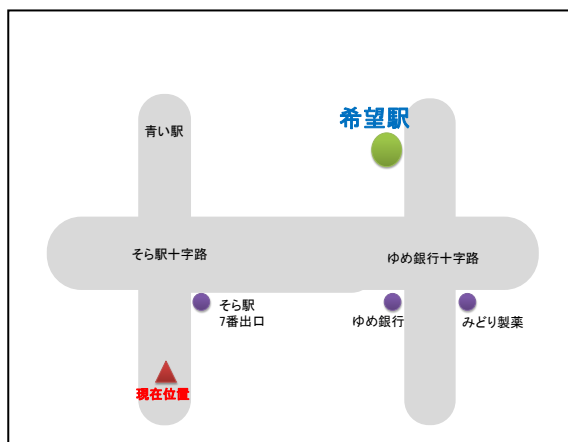 希望駅
青い駅
そら駅十字路
ゆめ銀行十字路
そら駅
7番出口
ゆめ銀行
みどり製薬
現在位置